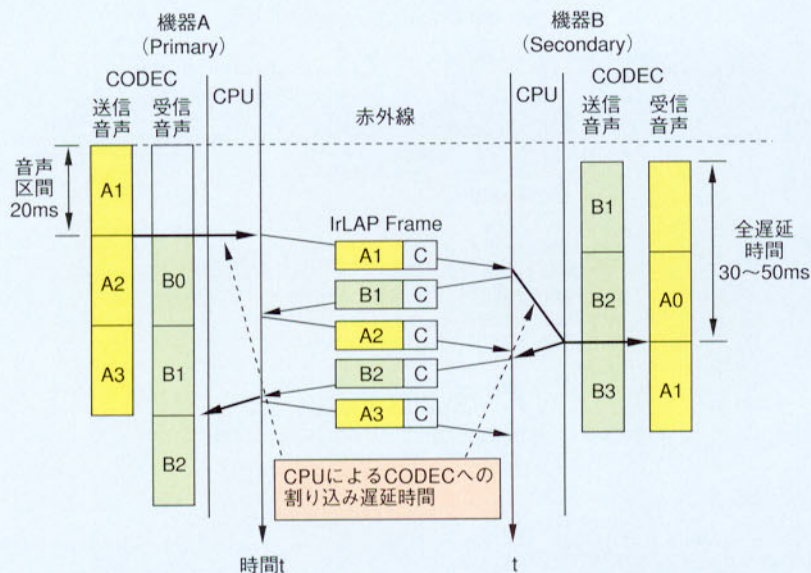 機器A
(Primary)
機器B
(Secondary)
CODEC
CPU
赤外線
CPU
CODEC
送信
音声
受信
音声
送信
音声
受信
音声
音声
区間
20ms
A1
A2
A3
B0
B1
B2
IrLAP Frame
A1 C
B1 C
A2 C
B2 C
A3 C
B1
B2
B3
A0
A1
全遅延
時間
30～50ms
CPUによるCODECへの
割り込み遅延時間
時間t
t